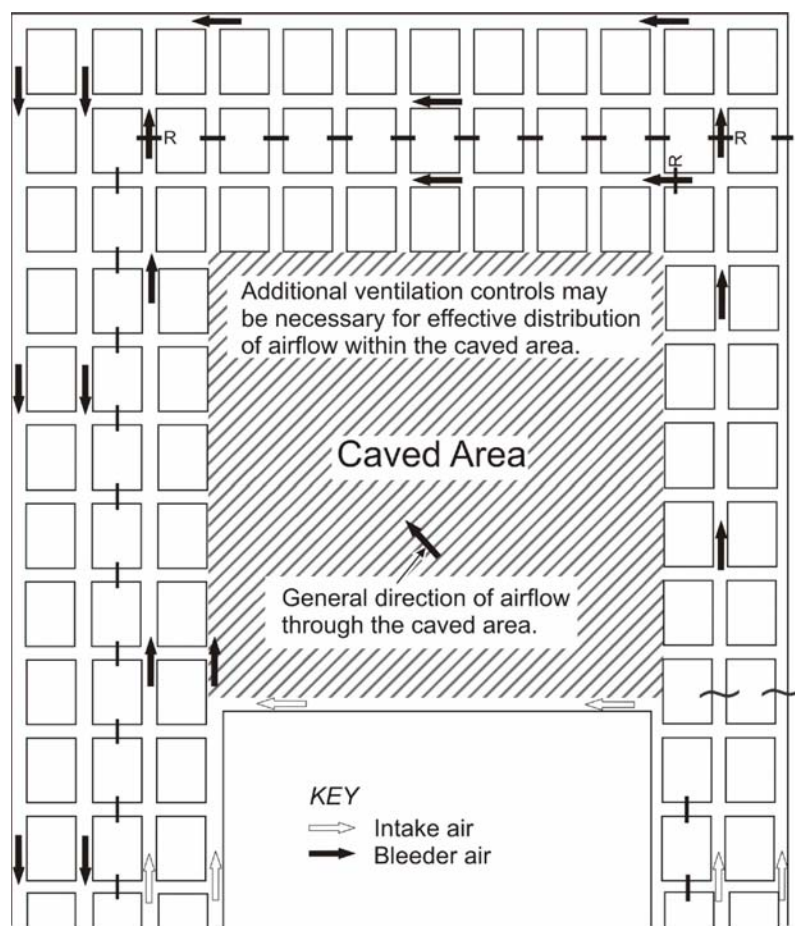 R
R
R
Additional ventilation controls may
be necessary for effective distribution
of airflow within the caved area.
Caved Area
General direction of airflow
through the caved area.
KEY
Intake air
Bleeder air